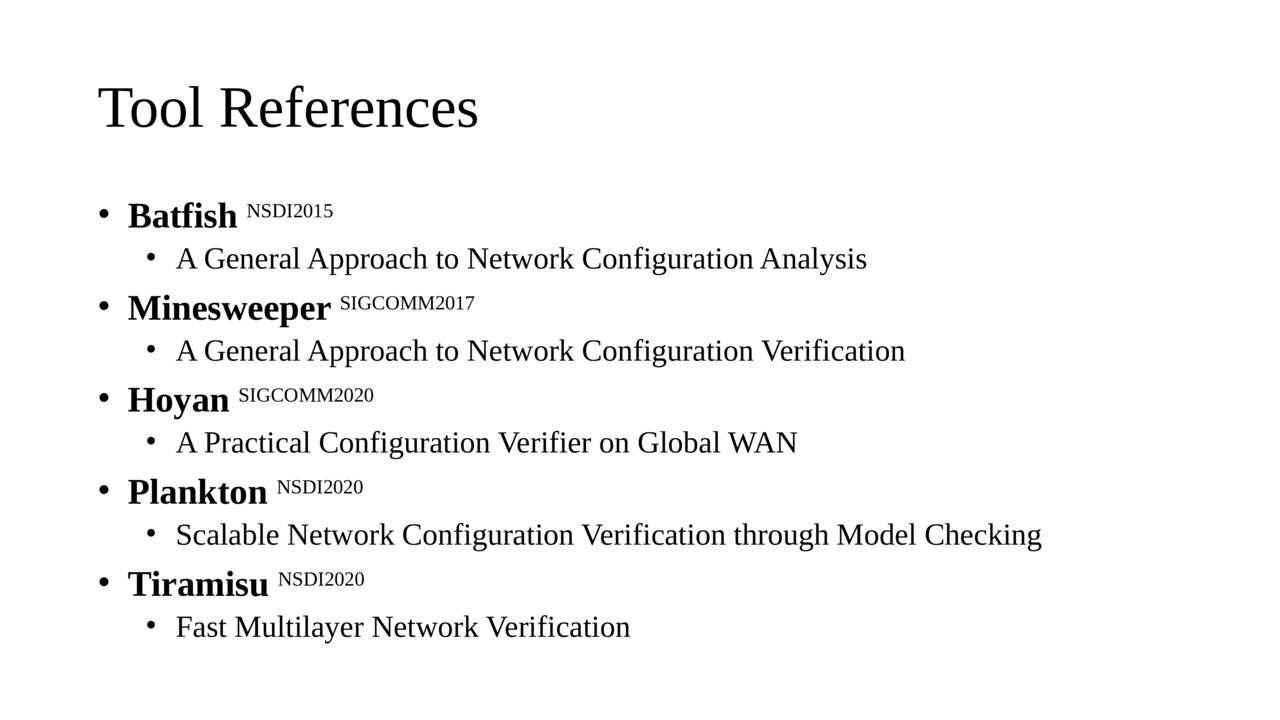 Tool References
• Batfish NSDI2015
• A General Approach to Network Configuration Analysis
• Minesweeper SIGCOMM2017
• A General Approach to Network Configuration Verification
• Hoyan SIGCOMM2020
• A Practical Configuration Verifier on Global WAN
• Plankton NSDI2020
• Scalable Network Configuration Verification through Model Checking
• Tiramisu NSDI2020
• Fast Multilayer Network Verification